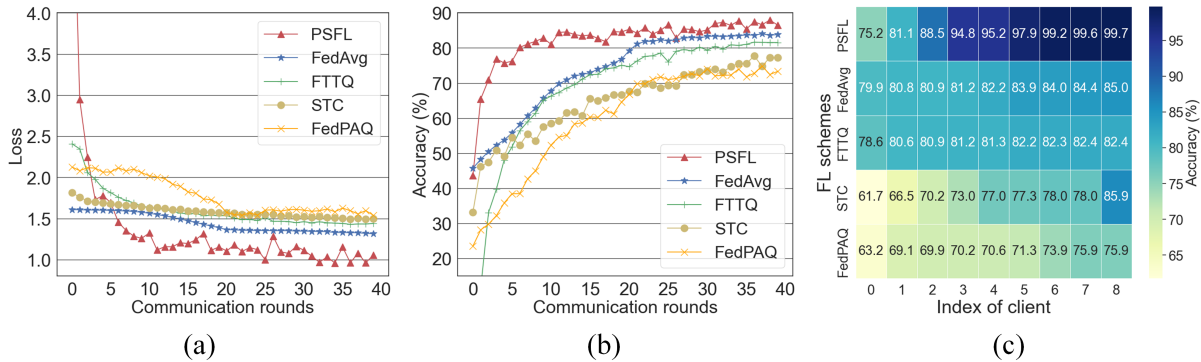 4.0
3.5
3.0
2.5
2.0
1.5
1.0
Loss
PSFL
FedAvg
FTTQ
STC
FedPAQ
0 5 10 15 20 25 30 35 40
Communication rounds
(a)
90
80
70
60
50
40
30
20
Accuracy (%)
PSFL
FedAvg
FTTQ
STC
FedPAQ
0 5 10 15 20 25 30 35 40
Communication rounds
(b)
FL schemes
PSFL 75.2 81.1 88.5 94.8 95.2 97.9 99.2 99.6 99.7
FedAvg 79.9 80.8 80.9 81.2 82.2 83.9 84.0 84.4 85.0
FTTQ 78.6 80.6 80.9 81.2 81.3 82.2 82.3 82.4 82.4
STC 61.7 66.5 70.2 73.0 77.0 77.3 78.0 78.0 85.9
FedPAQ 63.2 69.1 69.9 70.2 70.6 71.3 73.9 75.9 75.9
0 1 2 3 4 5 6 7 8
Index of client
95
90
85
80
75
70
65
Accuracy (%)
(c)